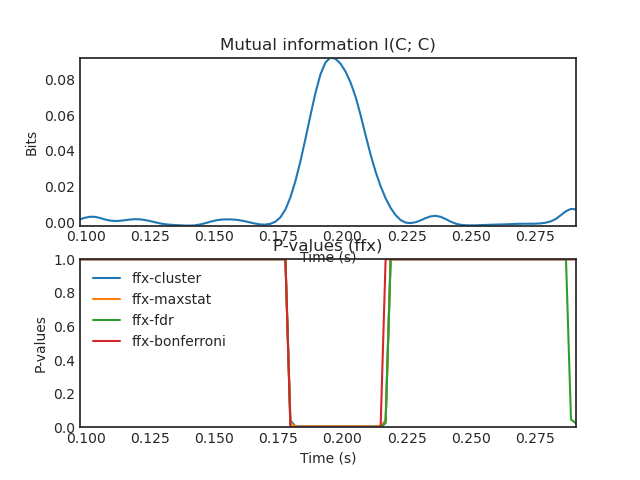 Mutual information I(C; C)
Bits
0.08
0.06
0.04
0.02
0.00
0.100 0.125 0.150 0.175 0.200 0.225 0.250 0.275
Time (s)
P-values (ffx)
P-values
1.0
0.8
0.6
0.4
0.2
0.0
ffx-cluster
ffx-maxstat
ffx-fdr
ffx-bonferroni
0.100 0.125 0.150 0.175 0.200 0.225 0.250 0.275
Time (s)